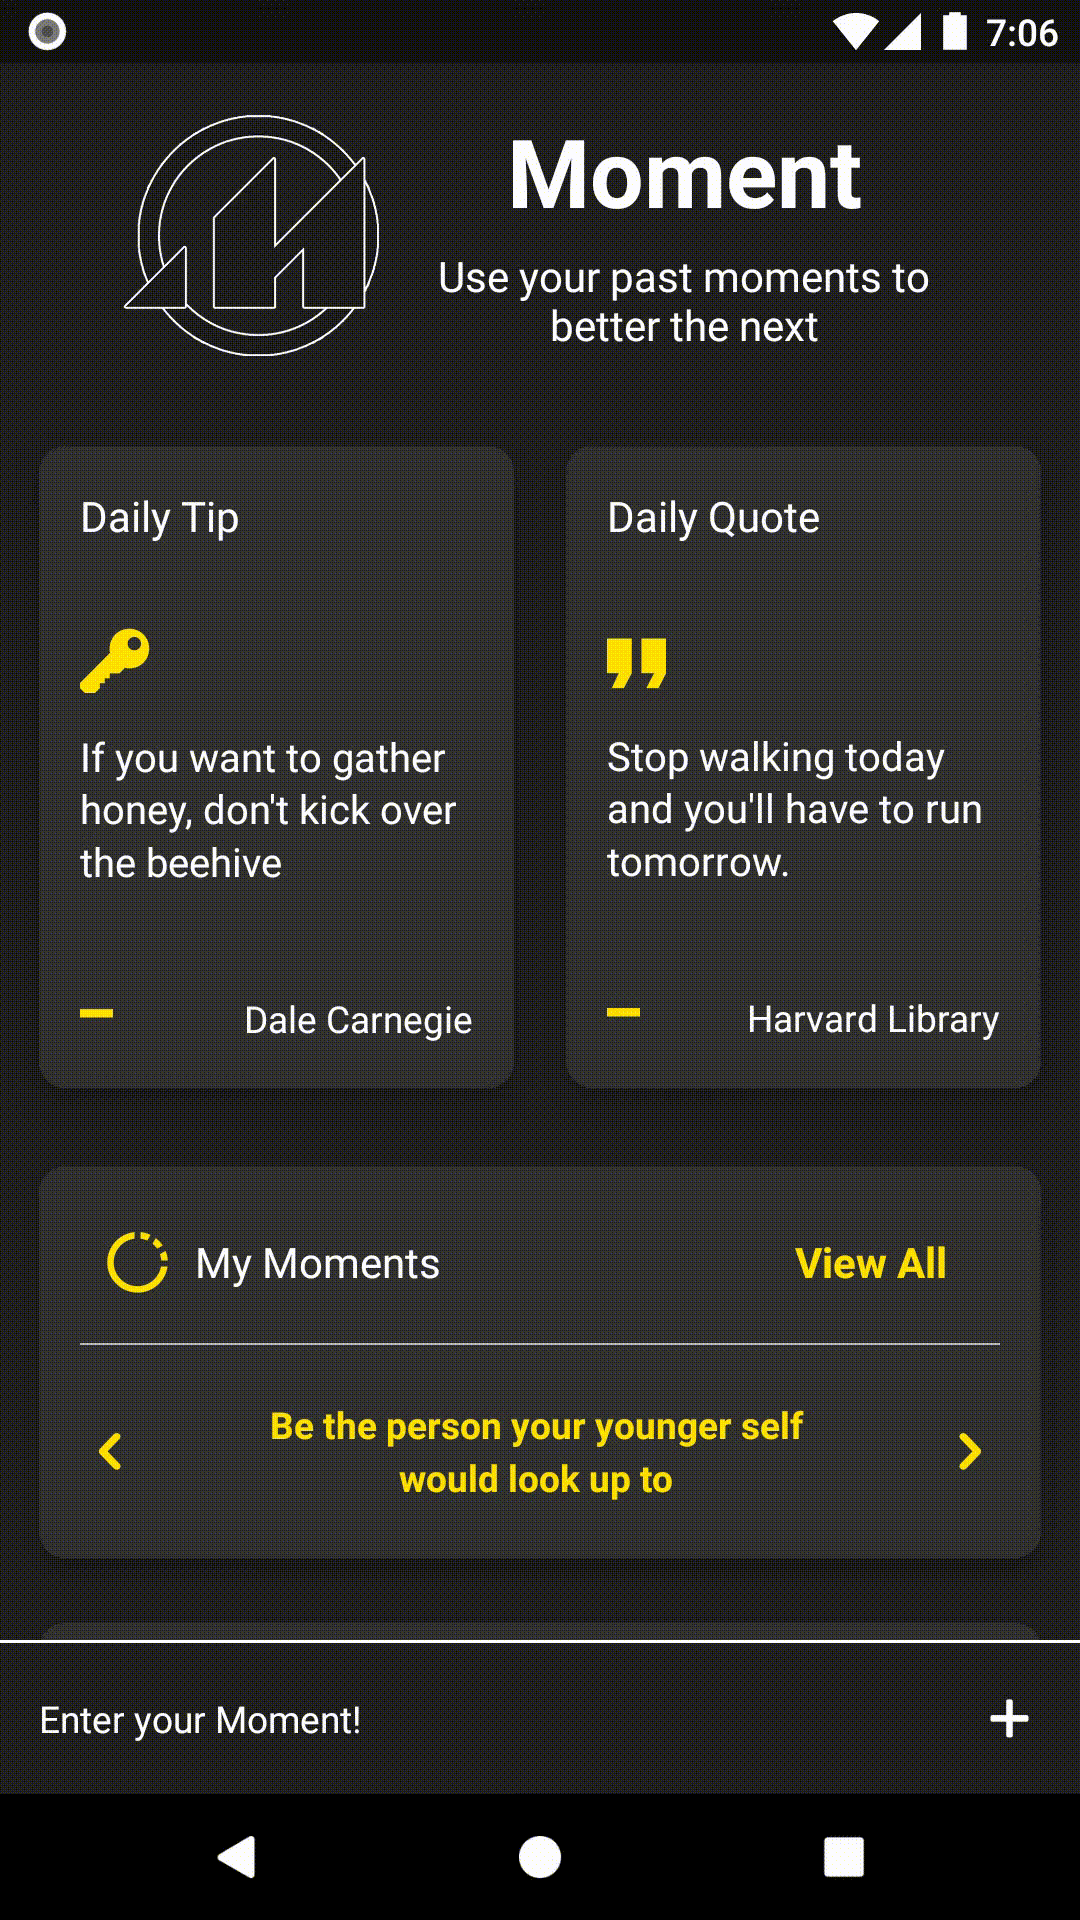 7:06
Moment
Use your past moments to
better the next
Daily Tip
If you want to gather
honey, don't kick over
the beehive
Dale Carnegie
Daily Quote
Stop walking today
and you'll have to run
tomorrow.
Harvard Library
My Moments
View All
Be the person your younger self
would look up to
Enter your Moment!